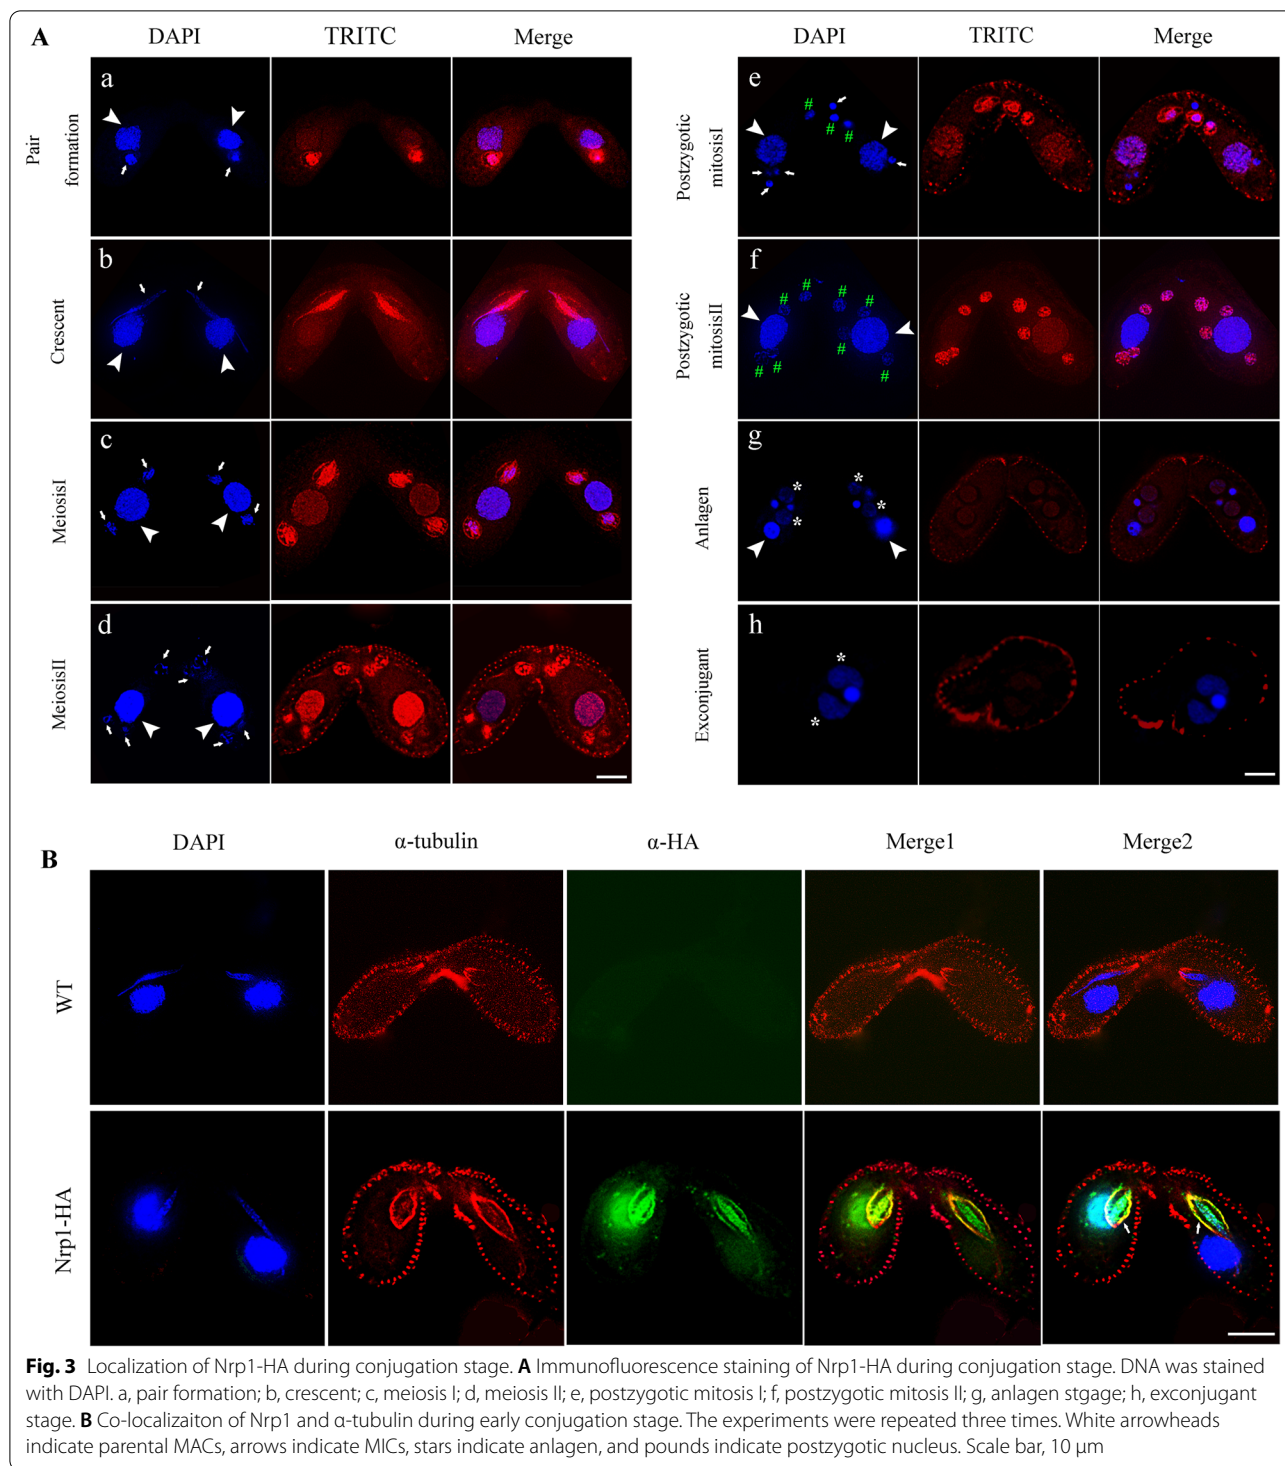 A
DAPI
TRITC
Merge
a
Pair
formation
b
Crescent
c
MeiosisI
d
MeiosisII
DAPI
TRITC
Merge
e
#
#
#
Postzygotic
mitosisI
f
#
#
#
#
#
#
#
#
Postzygotic
mitosisII
g
*
*
*
*
Anlagen
h
*
*
Exconjugant
B
DAPI
α-tubulin
α-HA
Merge1
Merge2
WT
Nrp1-HA
Fig. 3 Localization of Nrp1-HA during conjugation stage. A Immunofluorescence staining of Nrp1-HA during conjugation stage. DNA was stained
with DAPI. a, pair formation; b, crescent; c, meiosis I; d, meiosis II; e, postzygotic mitosis I; f, postzygotic mitosis II; g, anlagen stgage; h, exconjugant
stage. B Co-localizaiton of Nrp1 and α-tubulin during early conjugation stage. The experiments were repeated three times. White arrowheads
indicate parental MACs, arrows indicate MICs, stars indicate anlagen, and pounds indicate postzygotic nucleus. Scale bar, 10 μm